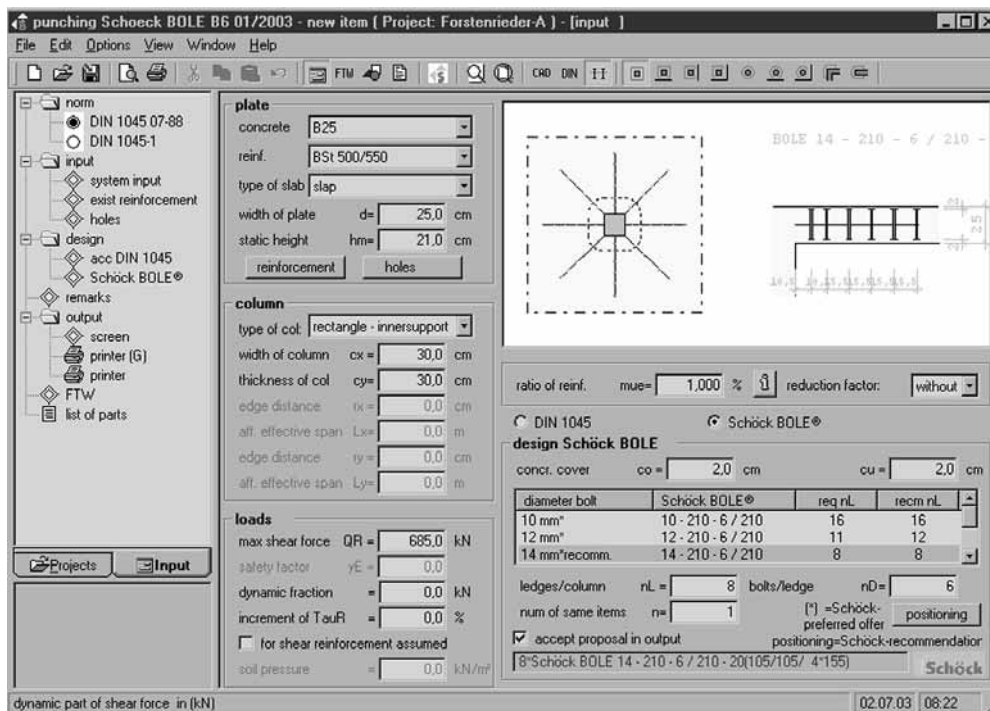 punching Schoeck BOLE B6 01/2003 - new item ( Project: Forstenrieder-A ) - [input ]
File Edit Options View Window Help
FTW CAD DIN
norm
DIN 1045 07-88
DIN 1045-1
input
system input
exist reinforcement
holes
design
acc DIN 1045
Schöck BOLE®
remarks
output
screen
printer (G)
printer
FTW
list of parts
Projects Input
plate
concrete B25
reinf. BSt 500/550
type of slab slap
width of plate d= 25,0 cm
static height hm= 21,0 cm
reinforcement holes
column
type of col: rectangle - innersupport
width of column cx = 30,0 cm
thickness of col cy= 30,0 cm
edge distance rx = 0,0 cm
aff. effective span Lx= 0,0 m
edge distance ry = 0,0 cm
aff. effective span Ly= 0,0 m
loads
max shear force QR = 685,0 kN
safety factor yE = 0,0
dynamic fraction = 0,0 kN
increment of TauR = 0,0 %
for shear reinforcement assumed
soil pressure = 0,0 kN/m²
BOLE 14 - 210 - 6 / 210 -
25
ratio of reinf. mue= 1,000 % reduction factor: without
DIN 1045 Schöck BOLE®
design Schöck BOLE
concr. cover co = 2,0 cm cu = 2,0 cm
diameter bolt Schöck BOLE® req nL recm nL
10 mm* 10 - 210 - 6 / 210 16 16
12 mm* 12 - 210 - 6 / 210 11 12
14 mm*recomm. 14 - 210 - 6 / 210 8 8
ledges/column nL = 8 bolts/ledge nD= 6
num of same items n= 1 (*) =Schöck-
preferred offer positioning
accept proposal in output positioning=Schöck-recommendation
8*Schöck BOLE 14 - 210 - 6 / 210 - 20(105/105/ 4*155)
Schöck
dynamic part of shear force in (kN) 02.07.03 08:22